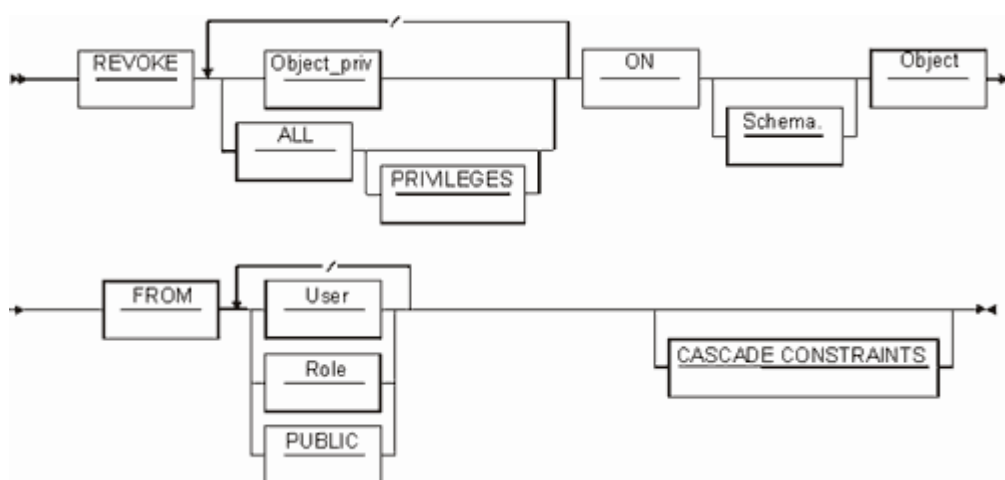 REVOKE
Object_priv
ON
Object
ALL
Schema.
PRIVILEGES
FROM
User
Role
CASCADE CONSTRAINTS
PUBLIC